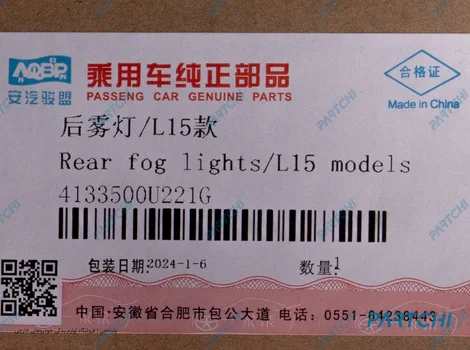 AQBP
安汽骏盟
乘用车纯正部品
PASSENG CAR GENUINE PARTS
合格证
Made in China
后雾灯/L15款
Rear fog lights/L15 models
4133500U221G
包装日期:2024-1-6
数量:1
中国·安徽省合肥市包公大道 电话: 0551-64238443
PARTCHI